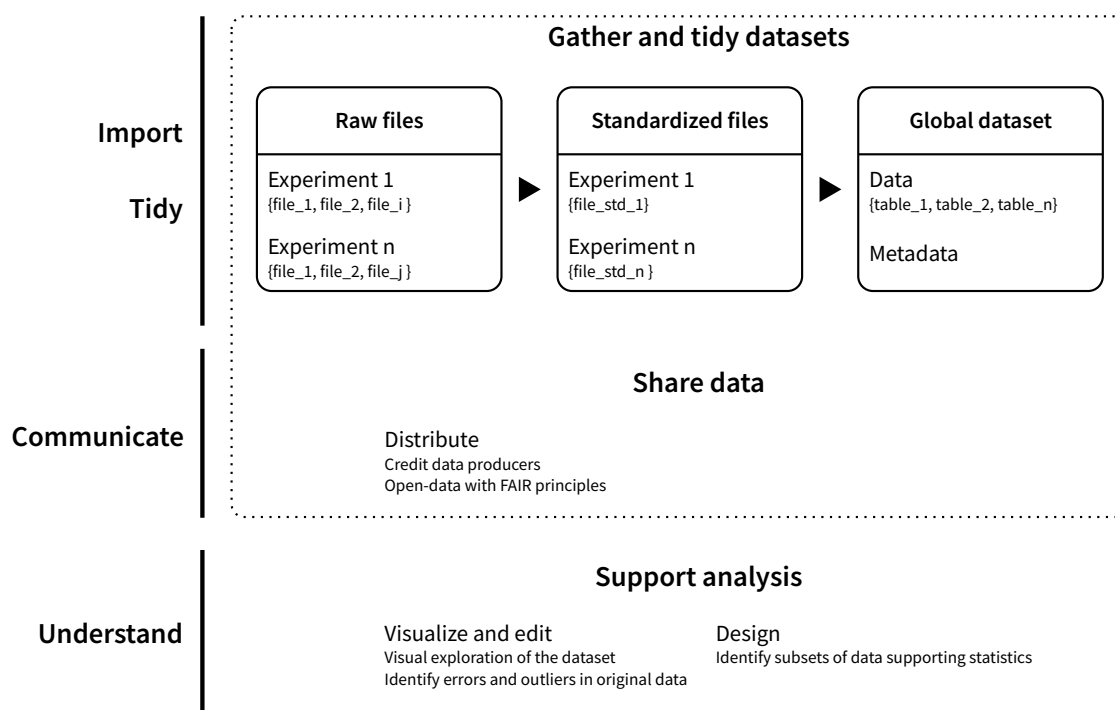 Gather and tidy datasets
Import
Tidy
Raw files
Experiment 1
{file_1, file_2, file_i }
Experiment n
{file_1, file_2, file_j }
Standardized files
Experiment 1
{file_std_1}
Experiment n
{file_std_n }
Global dataset
Data
{table_1, table_2, table_n}
Metadata
Communicate
Share data
Distribute
Credit data producers
Open-data with FAIR principles
Understand
Support analysis
Visualize and edit
Visual exploration of the dataset
Identify errors and outliers in original data
Design
Identify subsets of data supporting statistics